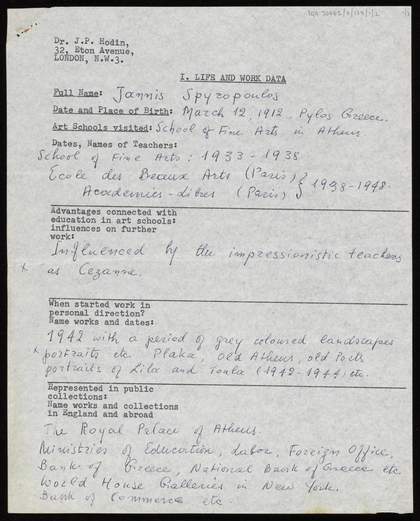 Dr. J.P. Hodin,
32, Eton Avenue,
LONDON, N.W.3.
I. LIFE AND WORK DATA
Full Name: Jannis Spyropoulos
Date and Place of Birth: March 12, 1912. Pylos Greece.
Art Schools visited: School of Fine Arts in Athens
Dates, Names of Teachers:
School of Fine Arts: 1933-1938
Ecole des Beaux Arts (Paris) } 1938-1948.
Academies-Libres (Paris)
Advantages connected with
education in art schools:
influences on further
work:
Influenced by the impressionistic teachers
x as Cezanne.
When started work in
personal direction?
Name works and dates:
1942 with a period of grey coloured landscapes
x portraits etc Plaka, Old Athens, old
portraits of Lila and Toula (1942-1944) etc.
Represented in public
collections:
Name works and collections
in England and abroad
The Royal Palace of Athens.
Ministries of Education, Labor, Foreign Office,
Bank of Greece, National Bank of Greece etc.
World House Galleries in New York.
Bank of Commerce etc.